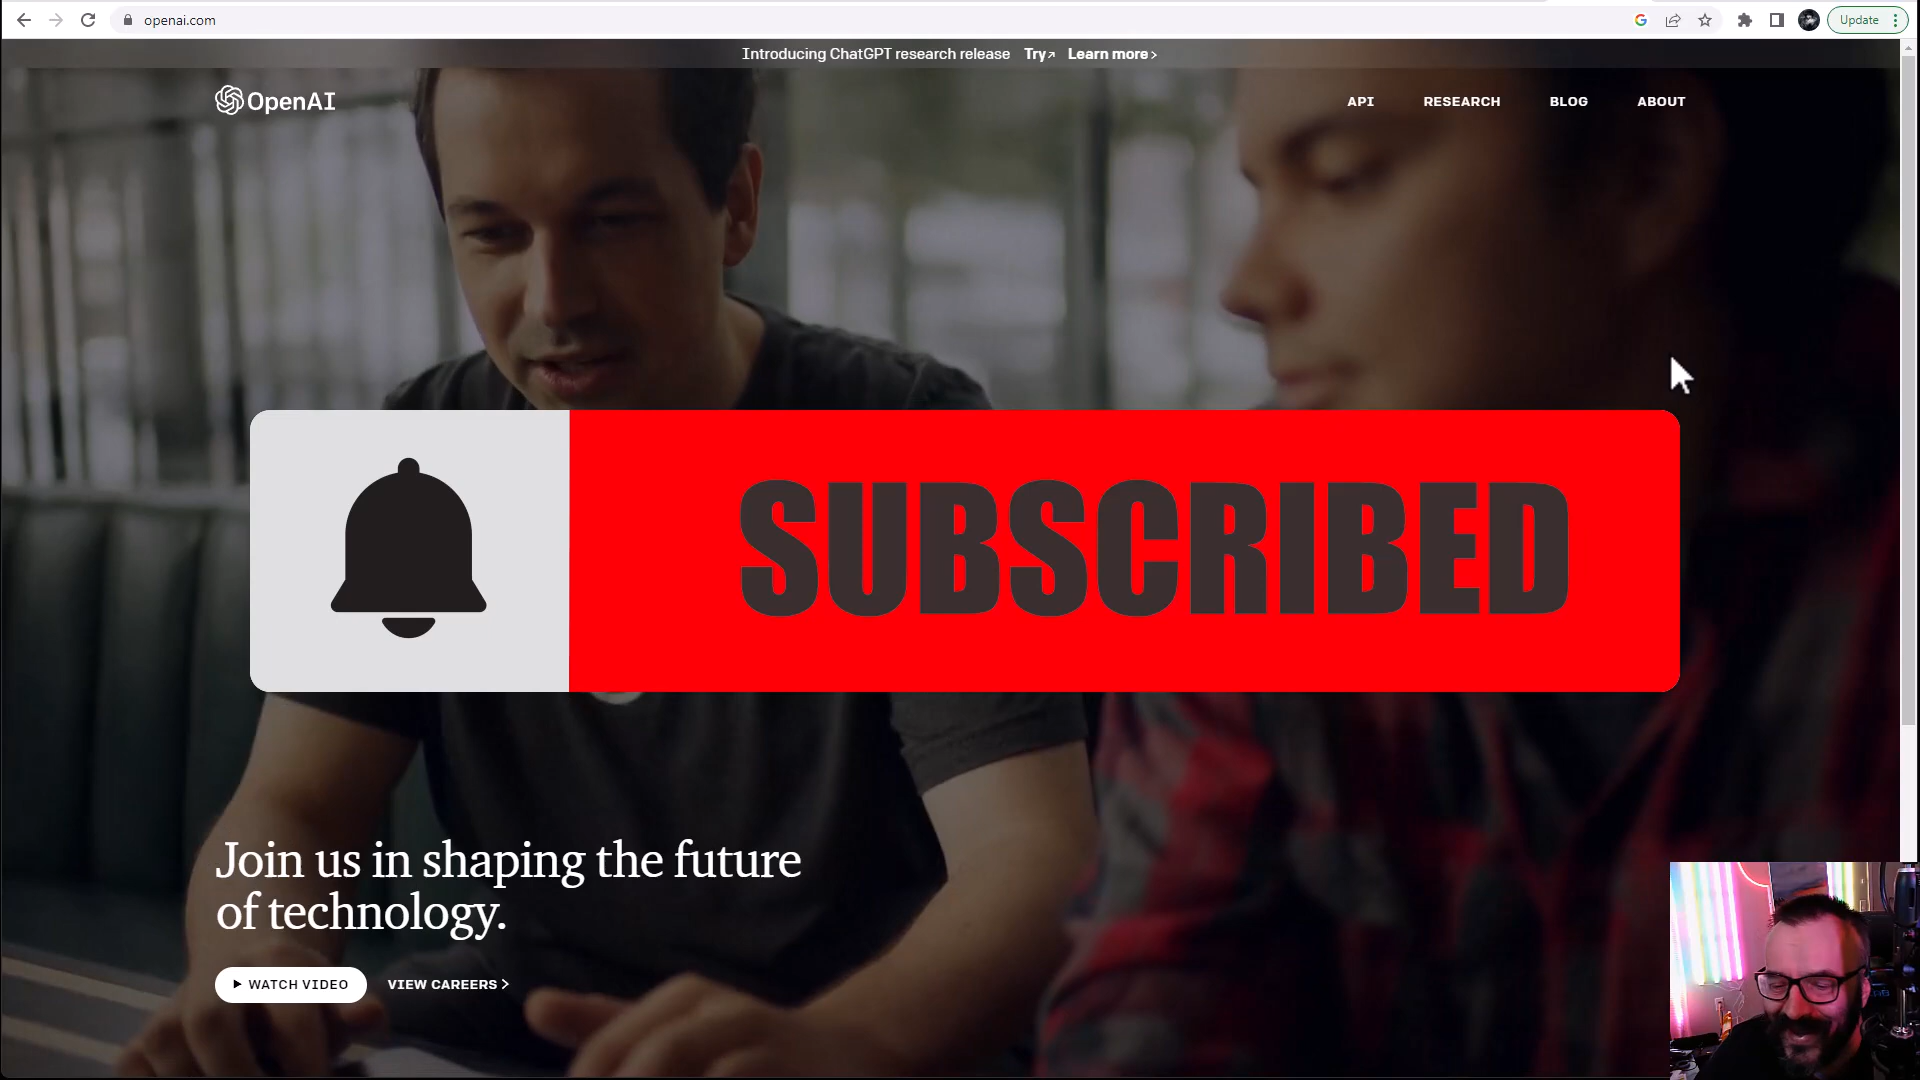 openai.com
Update
Introducing ChatGPT research release Try↗ Learn more >
OpenAI
API RESEARCH BLOG ABOUT
SUBSCRIBED
Join us in shaping the future
of technology.
WATCH VIDEO VIEW CAREERS >